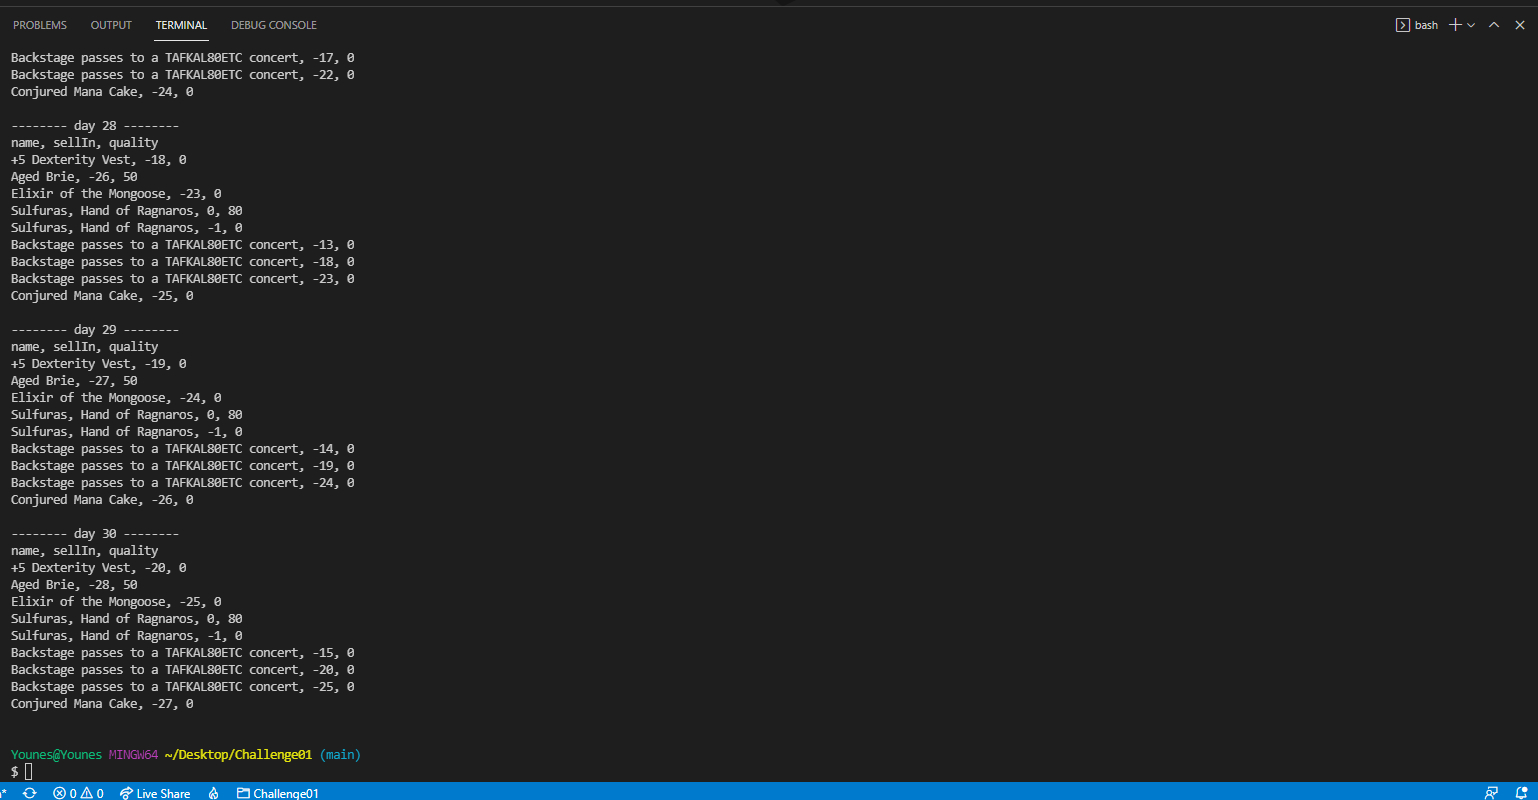 PROBLEMS OUTPUT TERMINAL DEBUG CONSOLE bash
Backstage passes to a TAFKAL80ETC concert, -17, 0
Backstage passes to a TAFKAL80ETC concert, -22, 0
Conjured Mana Cake, -24, 0
-------- day 28 --------
name, sellIn, quality
+5 Dexterity Vest, -18, 0
Aged Brie, -26, 50
Elixir of the Mongoose, -23, 0
Sulfuras, Hand of Ragnaros, 0, 80
Sulfuras, Hand of Ragnaros, -1, 0
Backstage passes to a TAFKAL80ETC concert, -13, 0
Backstage passes to a TAFKAL80ETC concert, -18, 0
Backstage passes to a TAFKAL80ETC concert, -23, 0
Conjured Mana Cake, -25, 0
-------- day 29 --------
name, sellIn, quality
+5 Dexterity Vest, -19, 0
Aged Brie, -27, 50
Elixir of the Mongoose, -24, 0
Sulfuras, Hand of Ragnaros, 0, 80
Sulfuras, Hand of Ragnaros, -1, 0
Backstage passes to a TAFKAL80ETC concert, -14, 0
Backstage passes to a TAFKAL80ETC concert, -19, 0
Backstage passes to a TAFKAL80ETC concert, -24, 0
Conjured Mana Cake, -26, 0
-------- day 30 --------
name, sellIn, quality
+5 Dexterity Vest, -20, 0
Aged Brie, -28, 50
Elixir of the Mongoose, -25, 0
Sulfuras, Hand of Ragnaros, 0, 80
Sulfuras, Hand of Ragnaros, -1, 0
Backstage passes to a TAFKAL80ETC concert, -15, 0
Backstage passes to a TAFKAL80ETC concert, -20, 0
Backstage passes to a TAFKAL80ETC concert, -25, 0
Conjured Mana Cake, -27, 0
Younes@Younes MINGW64 ~/Desktop/Challenge01 (main)
$
0 0 Live Share Challenge01